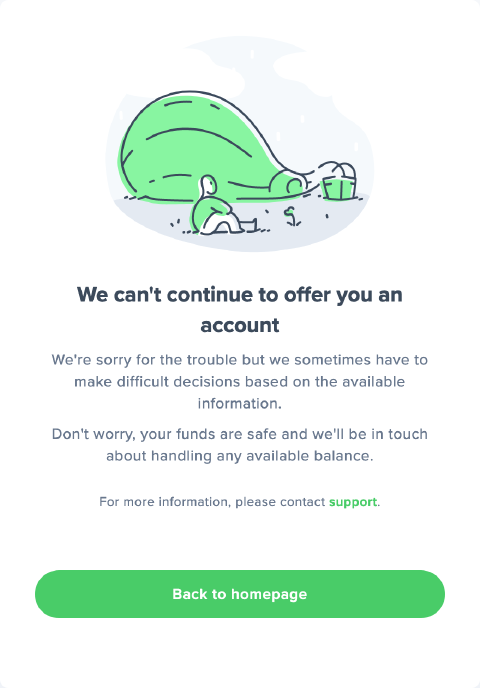 We can't continue to offer you an
account
We're sorry for the trouble but we sometimes have to
make difficult decisions based on the available
information.
Don't worry, your funds are safe and we'll be in touch
about handling any available balance.
For more information, please contact support.
Back to homepage